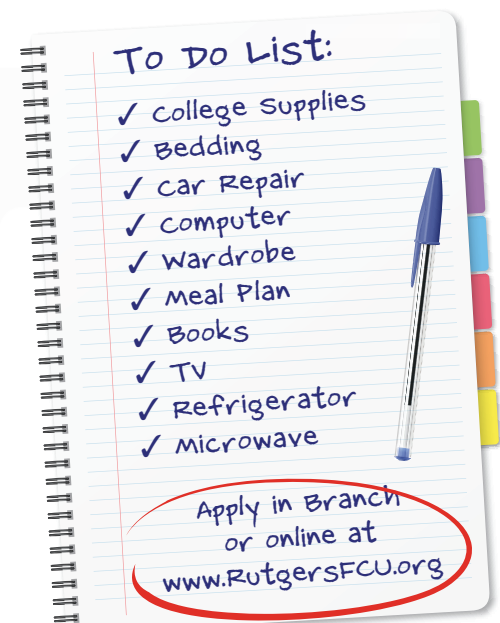 To Do List:
✓ College Supplies
✓ Bedding
✓ Car Repair
✓ Computer
✓ Wardrobe
✓ Meal Plan
✓ Books
✓ TV
✓ Refrigerator
✓ Microwave
Apply in Branch
or online at
www.RutgersFCU.org